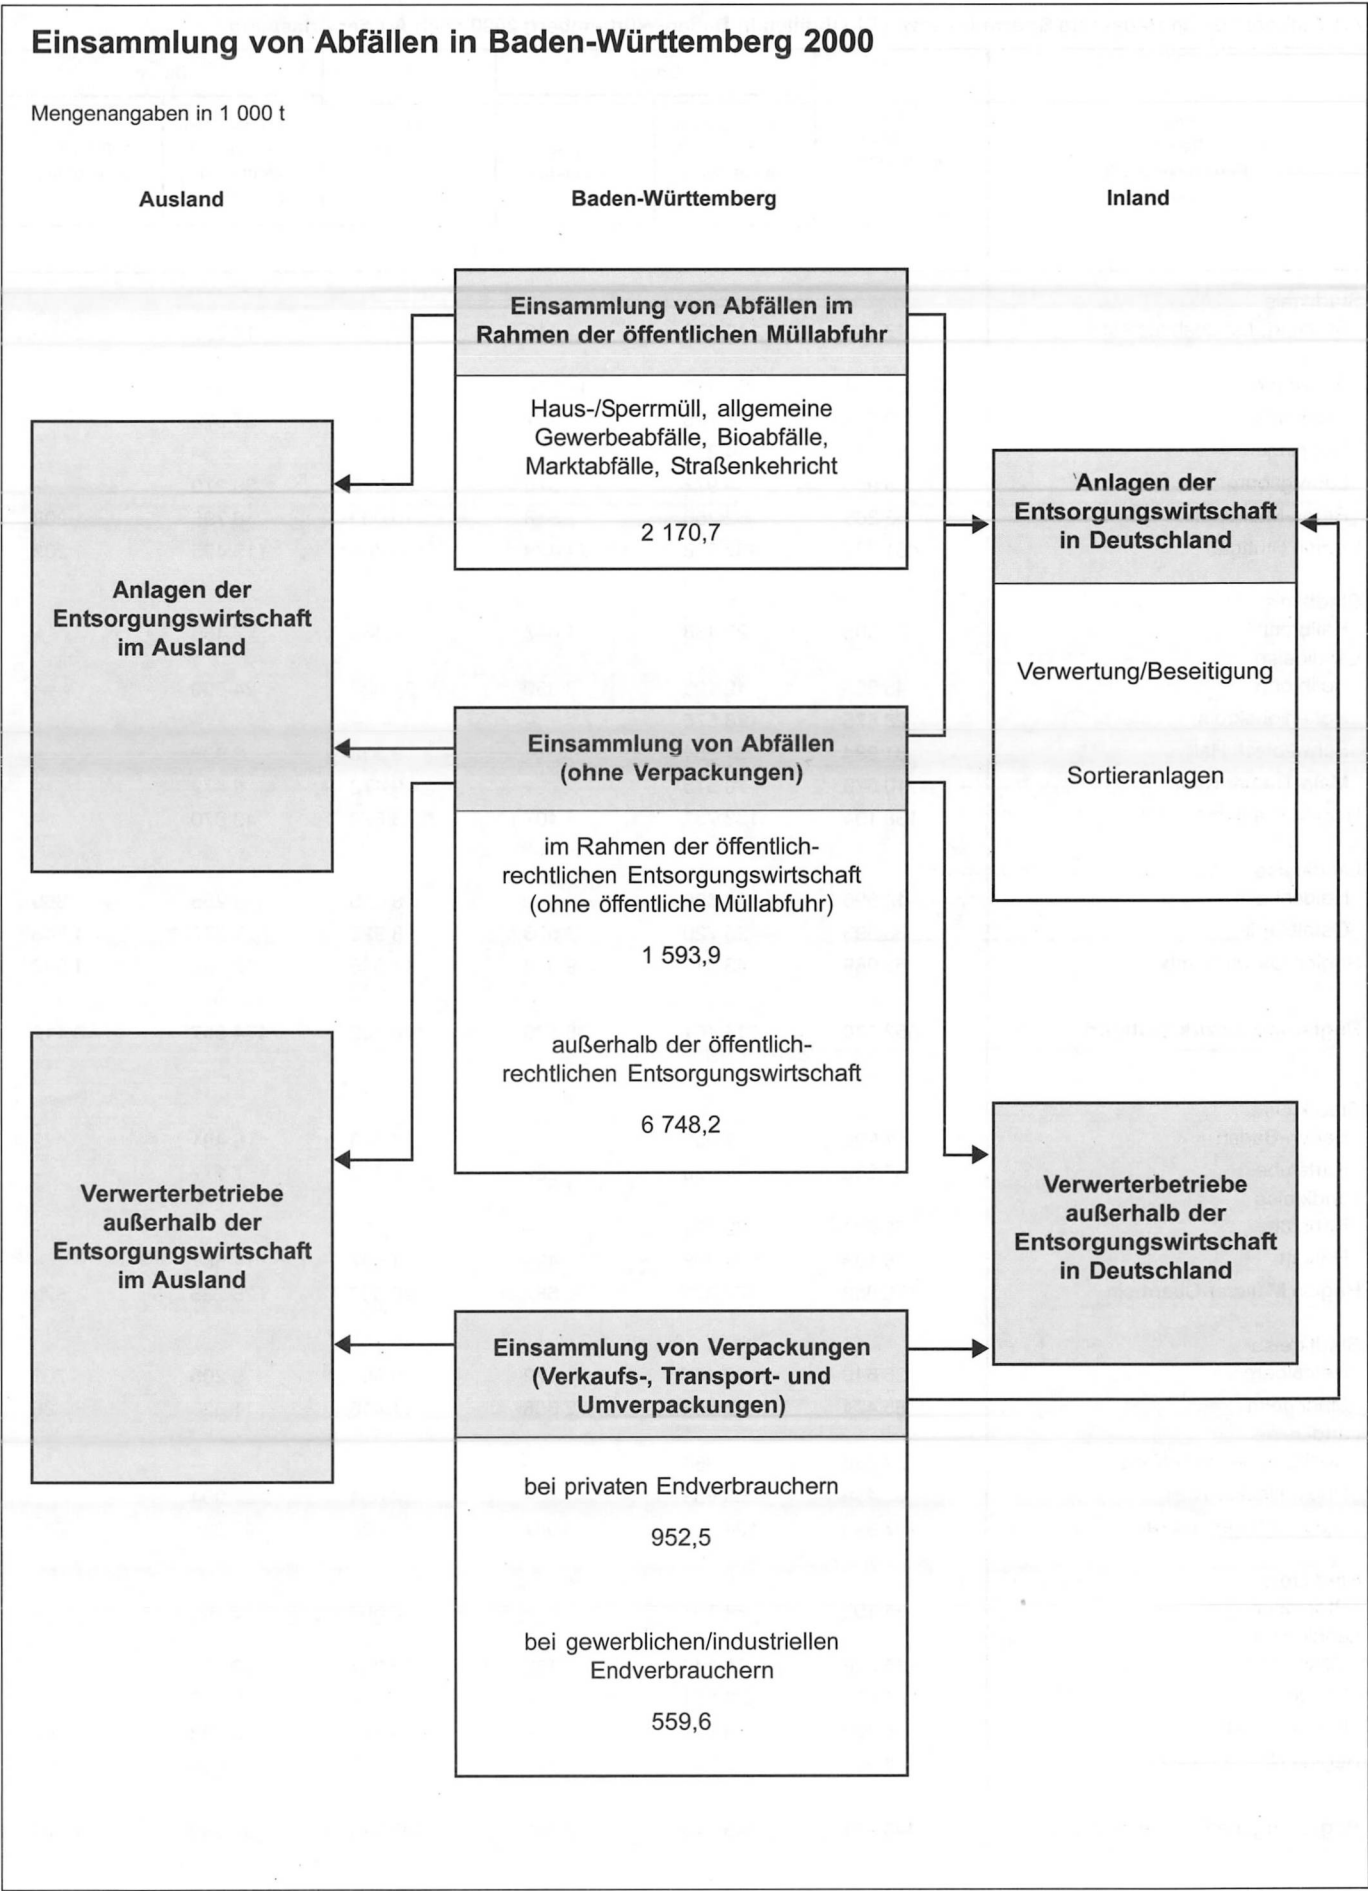 Einsammlung von Abfällen in Baden-Württemberg 2000
Mengenangaben in 1 000 t
Ausland
Baden-Württemberg
Inland
Einsammlung von Abfällen im
Rahmen der öffentlichen Müllabfuhr
Haus-/Sperrmüll, allgemeine
Gewerbeabfälle, Bioabfälle,
Marktabfälle, Straßenkehricht
2 170,7
Anlagen der
Entsorgungswirtschaft
im Ausland
Anlagen der
Entsorgungswirtschaft
in Deutschland
Verwertung/Beseitigung
Sortieranlagen
Einsammlung von Abfällen
(ohne Verpackungen)
im Rahmen der öffentlich-
rechtlichen Entsorgungswirtschaft
(ohne öffentliche Müllabfuhr)
1 593,9
außerhalb der öffentlich-
rechtlichen Entsorgungswirtschaft
6 748,2
Verwerterbetriebe
außerhalb der
Entsorgungswirtschaft
im Ausland
Verwerterbetriebe
außerhalb der
Entsorgungswirtschaft
in Deutschland
Einsammlung von Verpackungen
(Verkaufs-, Transport- und
Umverpackungen)
bei privaten Endverbrauchern
952,5
bei gewerblichen/industriellen
Endverbrauchern
559,6